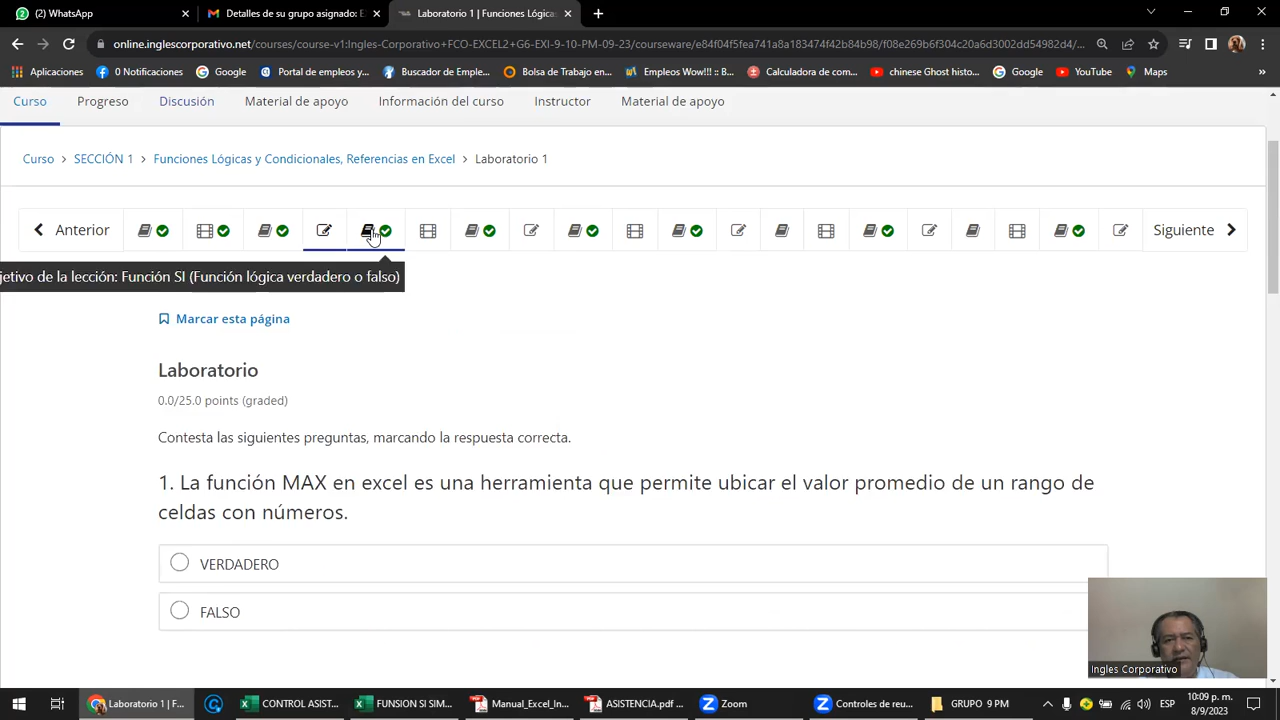 (2) WhatsApp
Detalles de su grupo asignado: E
Laboratorio 1 | Funciones Lógica
online.inglescorporativo.net/courses/course-v1:Ingles-Corporativo+FCO-EXCEL2+G6-EXI-9-10-PM-09-23/courseware/e84f04f5fea741a8a183474f42b84b98/f08e269b6f304c20a6d3002dd54982d4/...
Aplicaciones
0 Notificaciones
Google
Portal de empleos y...
Buscador de Emple...
Bolsa de Trabajo en...
Empleos Wow!!! :: B...
Calculadora de com...
chinese Ghost histo...
Google
YouTube
Maps
»
Curso
Progreso
Discusión
Material de apoyo
Información del curso
Instructor
Material de apoyo
Curso > SECCIÓN 1 > Funciones Lógicas y Condicionales, Referencias en Excel > Laboratorio 1
Anterior
Siguiente
jetivo de la lección: Función SI (Función lógica verdadero o falso)
Marcar esta página
Laboratorio
0.0/25.0 points (graded)
Contesta las siguientes preguntas, marcando la respuesta correcta.
1. La función MAX en excel es una herramienta que permite ubicar el valor promedio de un rango de
celdas con números.
VERDADERO
FALSO
Ingles Corporativo
Laboratorio 1 | F...
CONTROL ASIST...
FUNSION SI SIM...
Manual_Excel_In...
ASISTENCIA.pdf ...
Zoom
Controles de reu...
GRUPO 9 PM
ESP
10:09 p. m.
8/9/2023